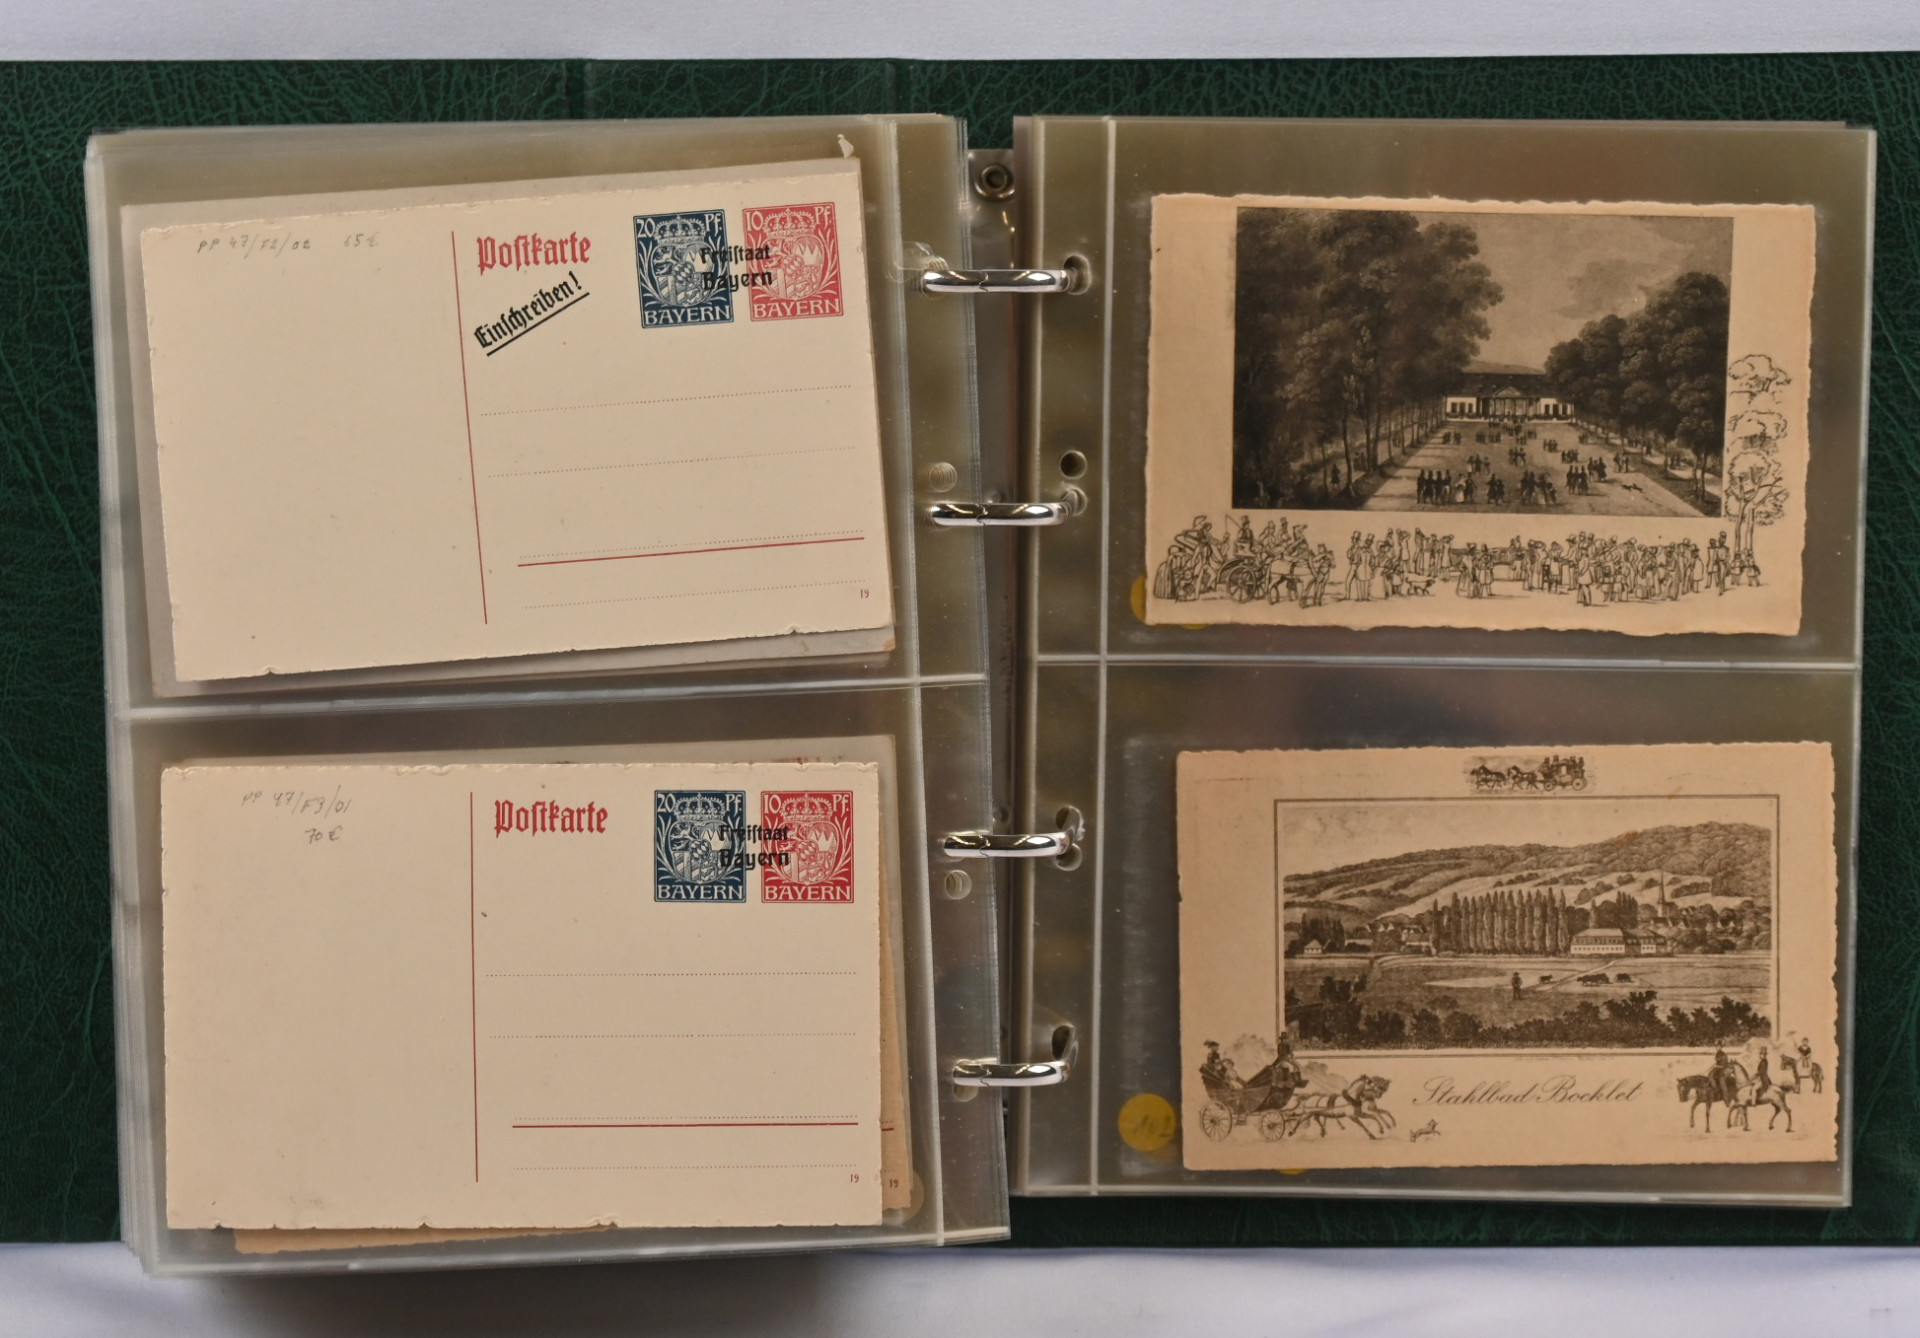 PP 47/F2/02 65 €
Postkarte
Einschreiben!
20 Pf.
BAYERN
10 Pf.
BAYERN
Freistaat
Bayern
19
PP 47/F3/01
70 €
Postkarte
20 Pf.
BAYERN
10 Pf.
BAYERN
Freistaat
Bayern
19
19
Stahlbad Bocklet